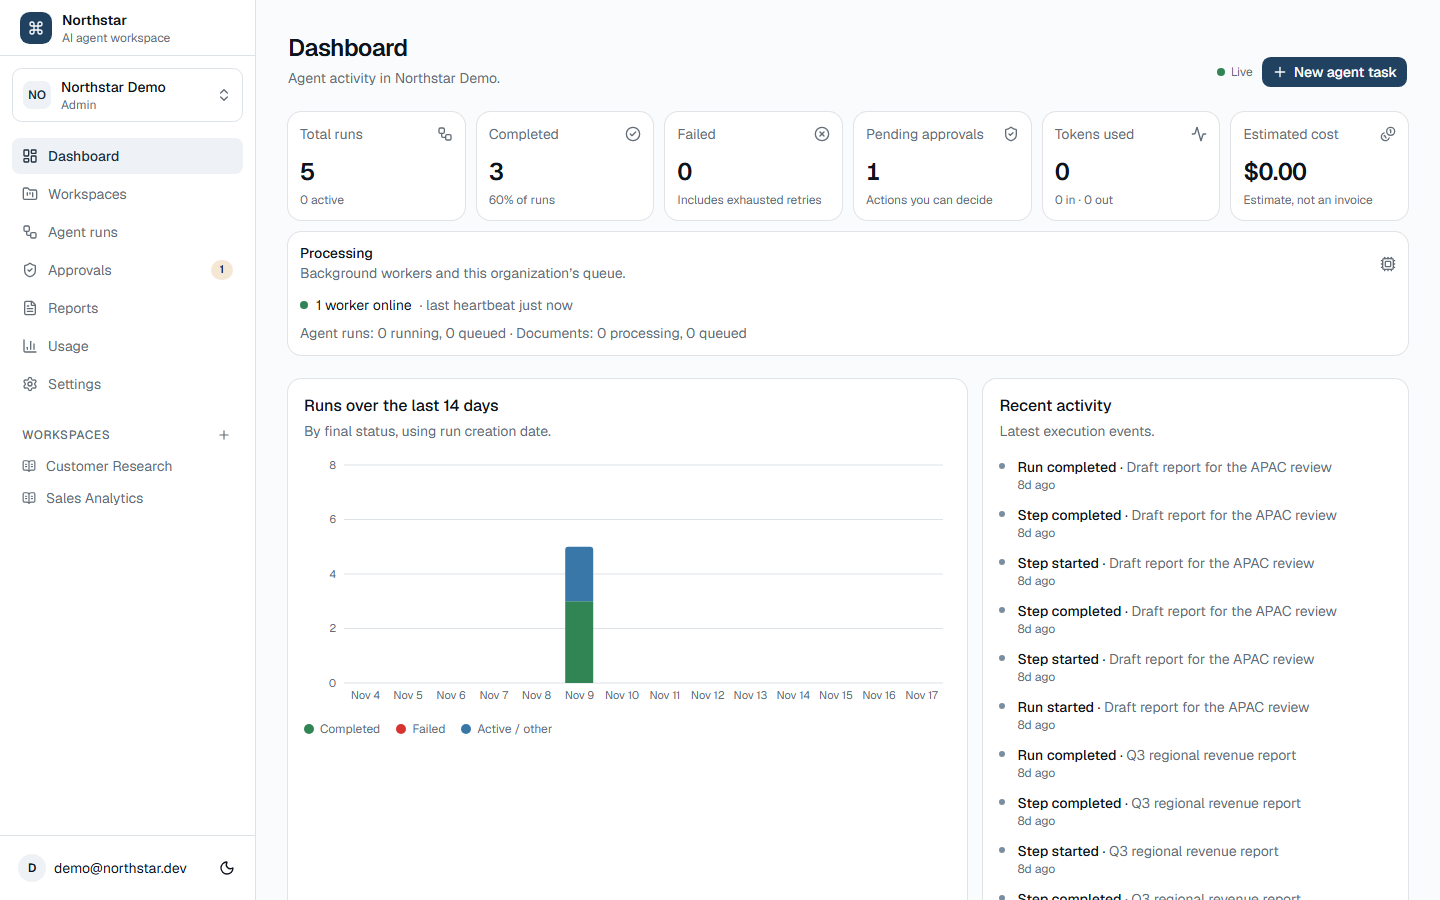 Northstar
AI agent workspace
NO
Northstar Demo
Admin
Dashboard
Workspaces
Agent runs
Approvals
1
Reports
Usage
Settings
WORKSPACES
Customer Research
Sales Analytics
D
demo@northstar.dev
Dashboard
Agent activity in Northstar Demo.
Live
New agent task
Total runs
5
0 active
Completed
3
60% of runs
Failed
0
Includes exhausted retries
Pending approvals
1
Actions you can decide
Tokens used
0
0 in · 0 out
Estimated cost
$0.00
Estimate, not an invoice
Processing
Background workers and this organization's queue.
1 worker online · last heartbeat just now
Agent runs: 0 running, 0 queued · Documents: 0 processing, 0 queued
Runs over the last 14 days
By final status, using run creation date.
8
6
4
2
0
Nov 4 Nov 5 Nov 6 Nov 7 Nov 8 Nov 9 Nov 10 Nov 11 Nov 12 Nov 13 Nov 14 Nov 15 Nov 16 Nov 17
Completed Failed Active / other
Recent activity
Latest execution events.
Run completed · Draft report for the APAC review
8d ago
Step completed · Draft report for the APAC review
8d ago
Step started · Draft report for the APAC review
8d ago
Step completed · Draft report for the APAC review
8d ago
Step started · Draft report for the APAC review
8d ago
Run started · Draft report for the APAC review
8d ago
Run completed · Q3 regional revenue report
8d ago
Step completed · Q3 regional revenue report
8d ago
Step started · Q3 regional revenue report
8d ago
Step completed · Q3 regional revenue report